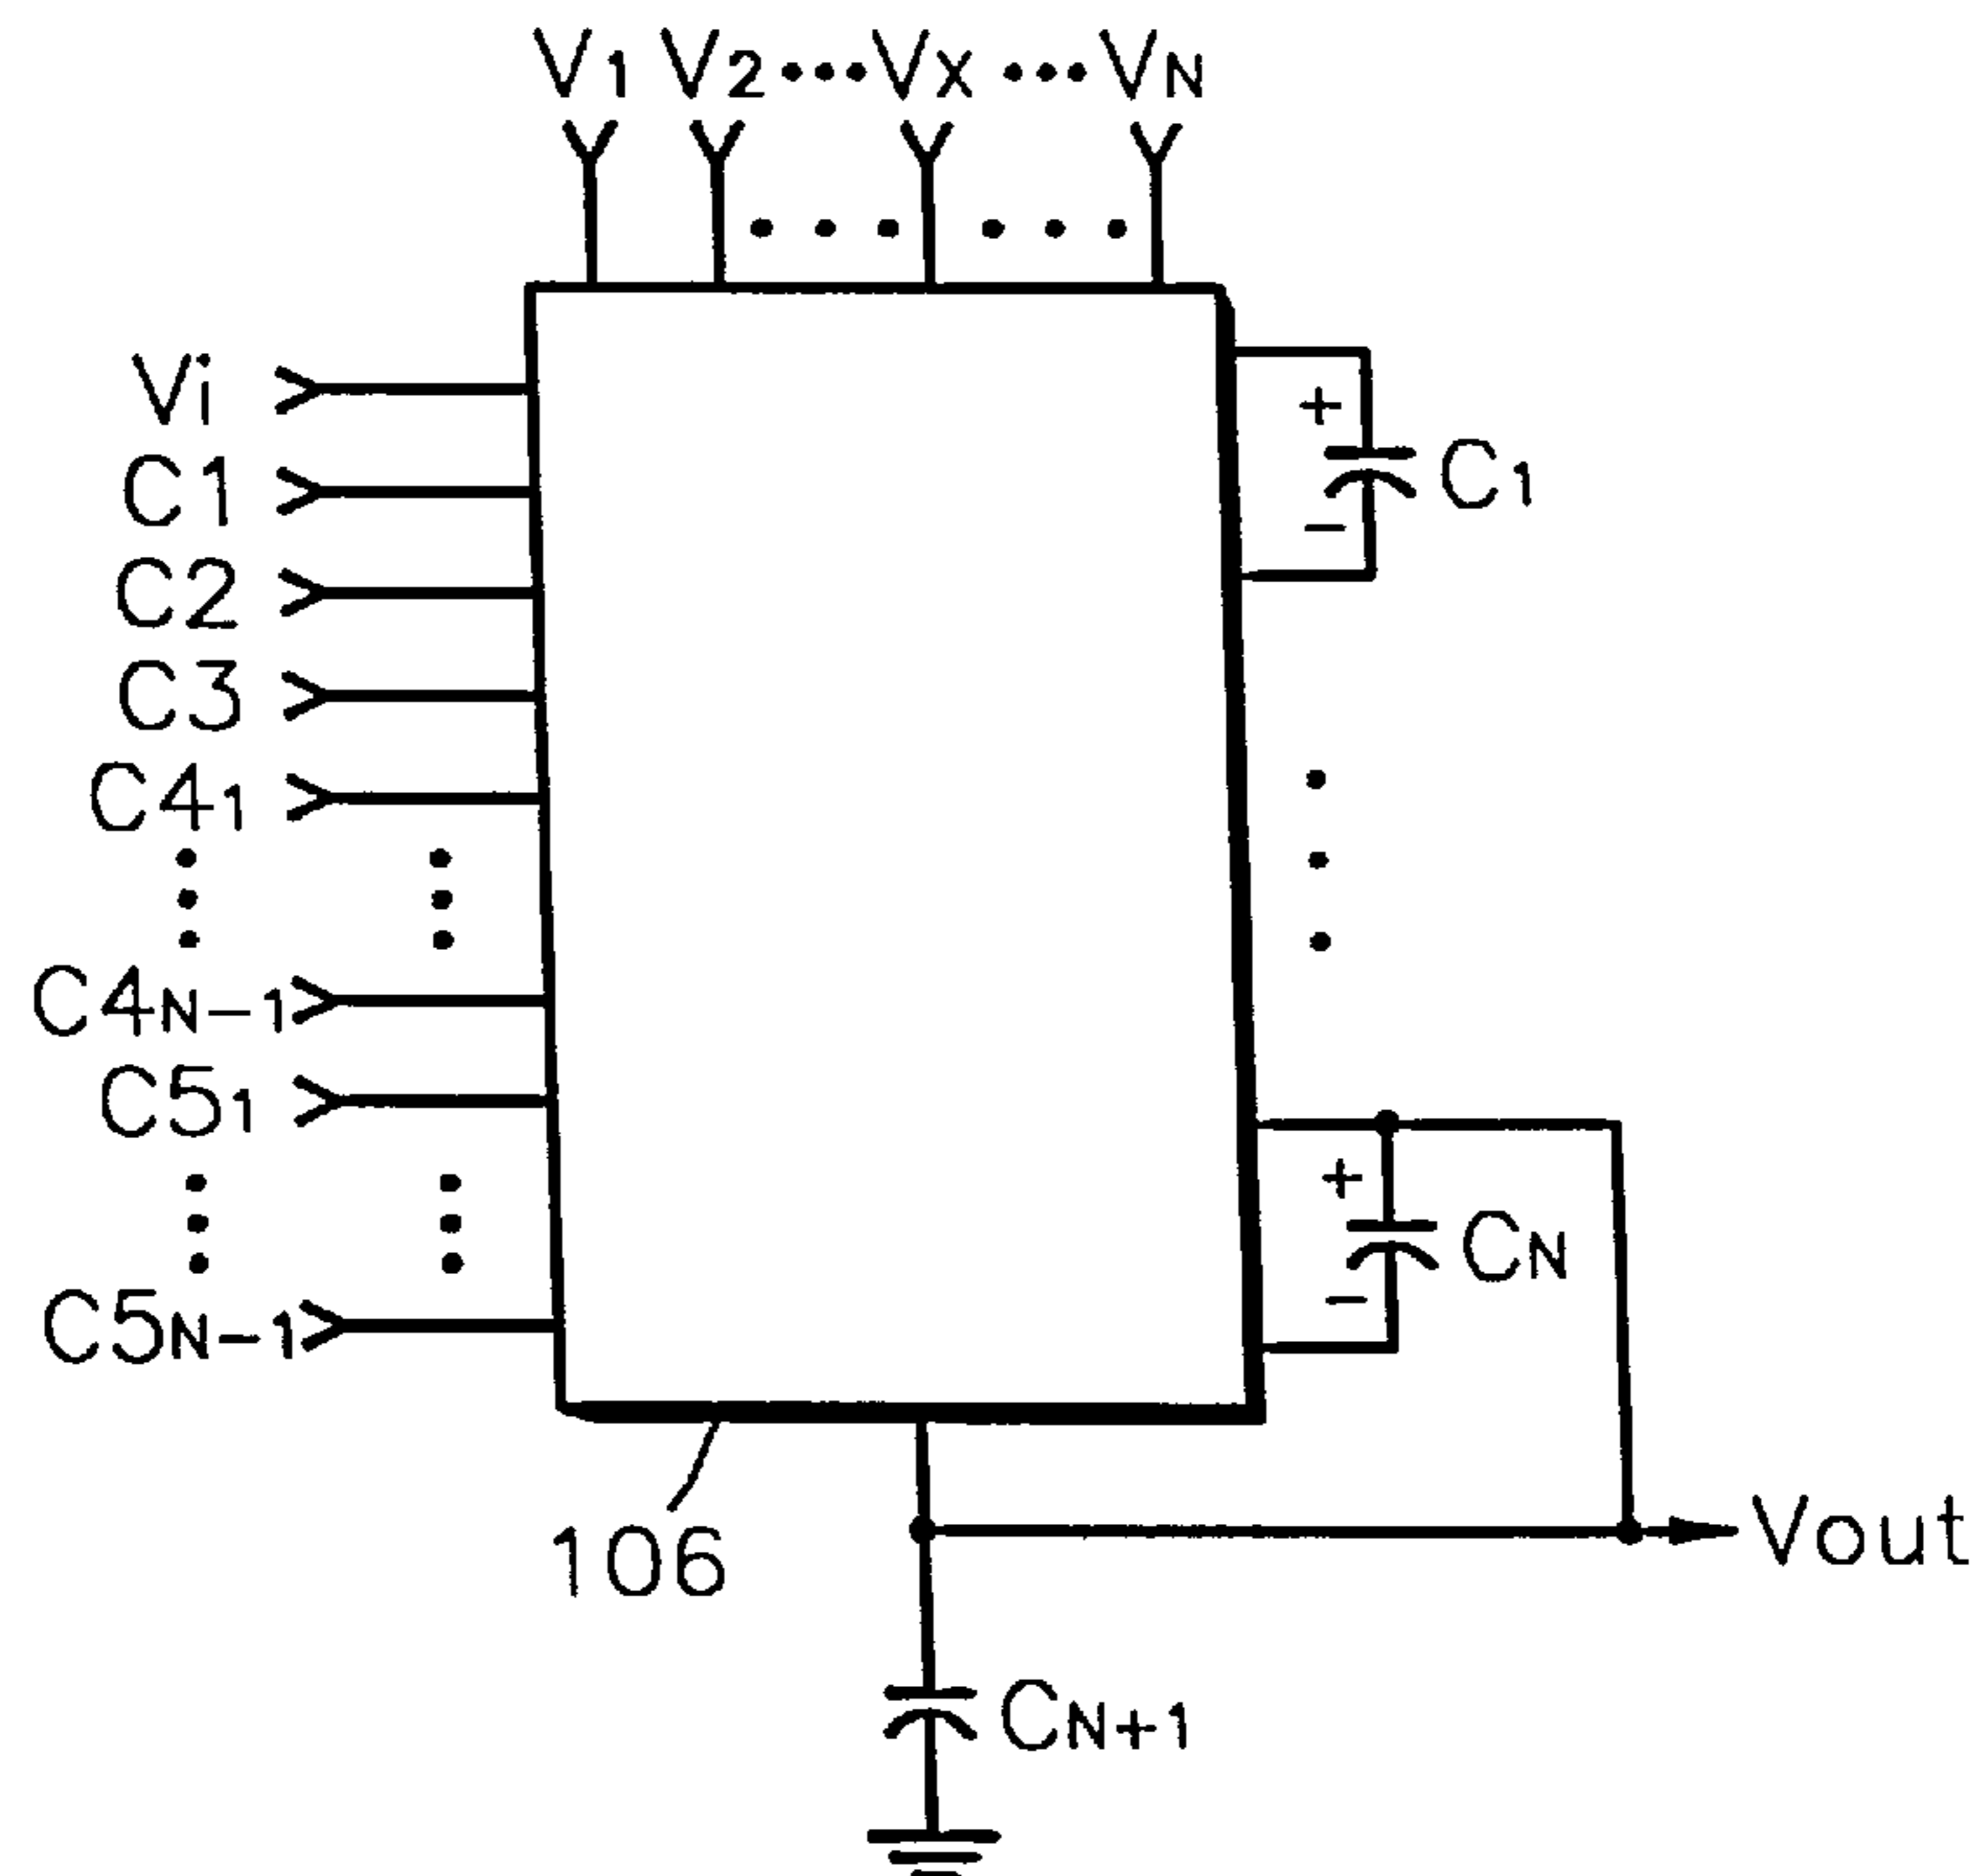 V1 V2 ••• VX ••• VN
Vi
C1
C1
C2
C3
C41
C4N-1
C51
C5N-1
CN
106
Vout
CN+1